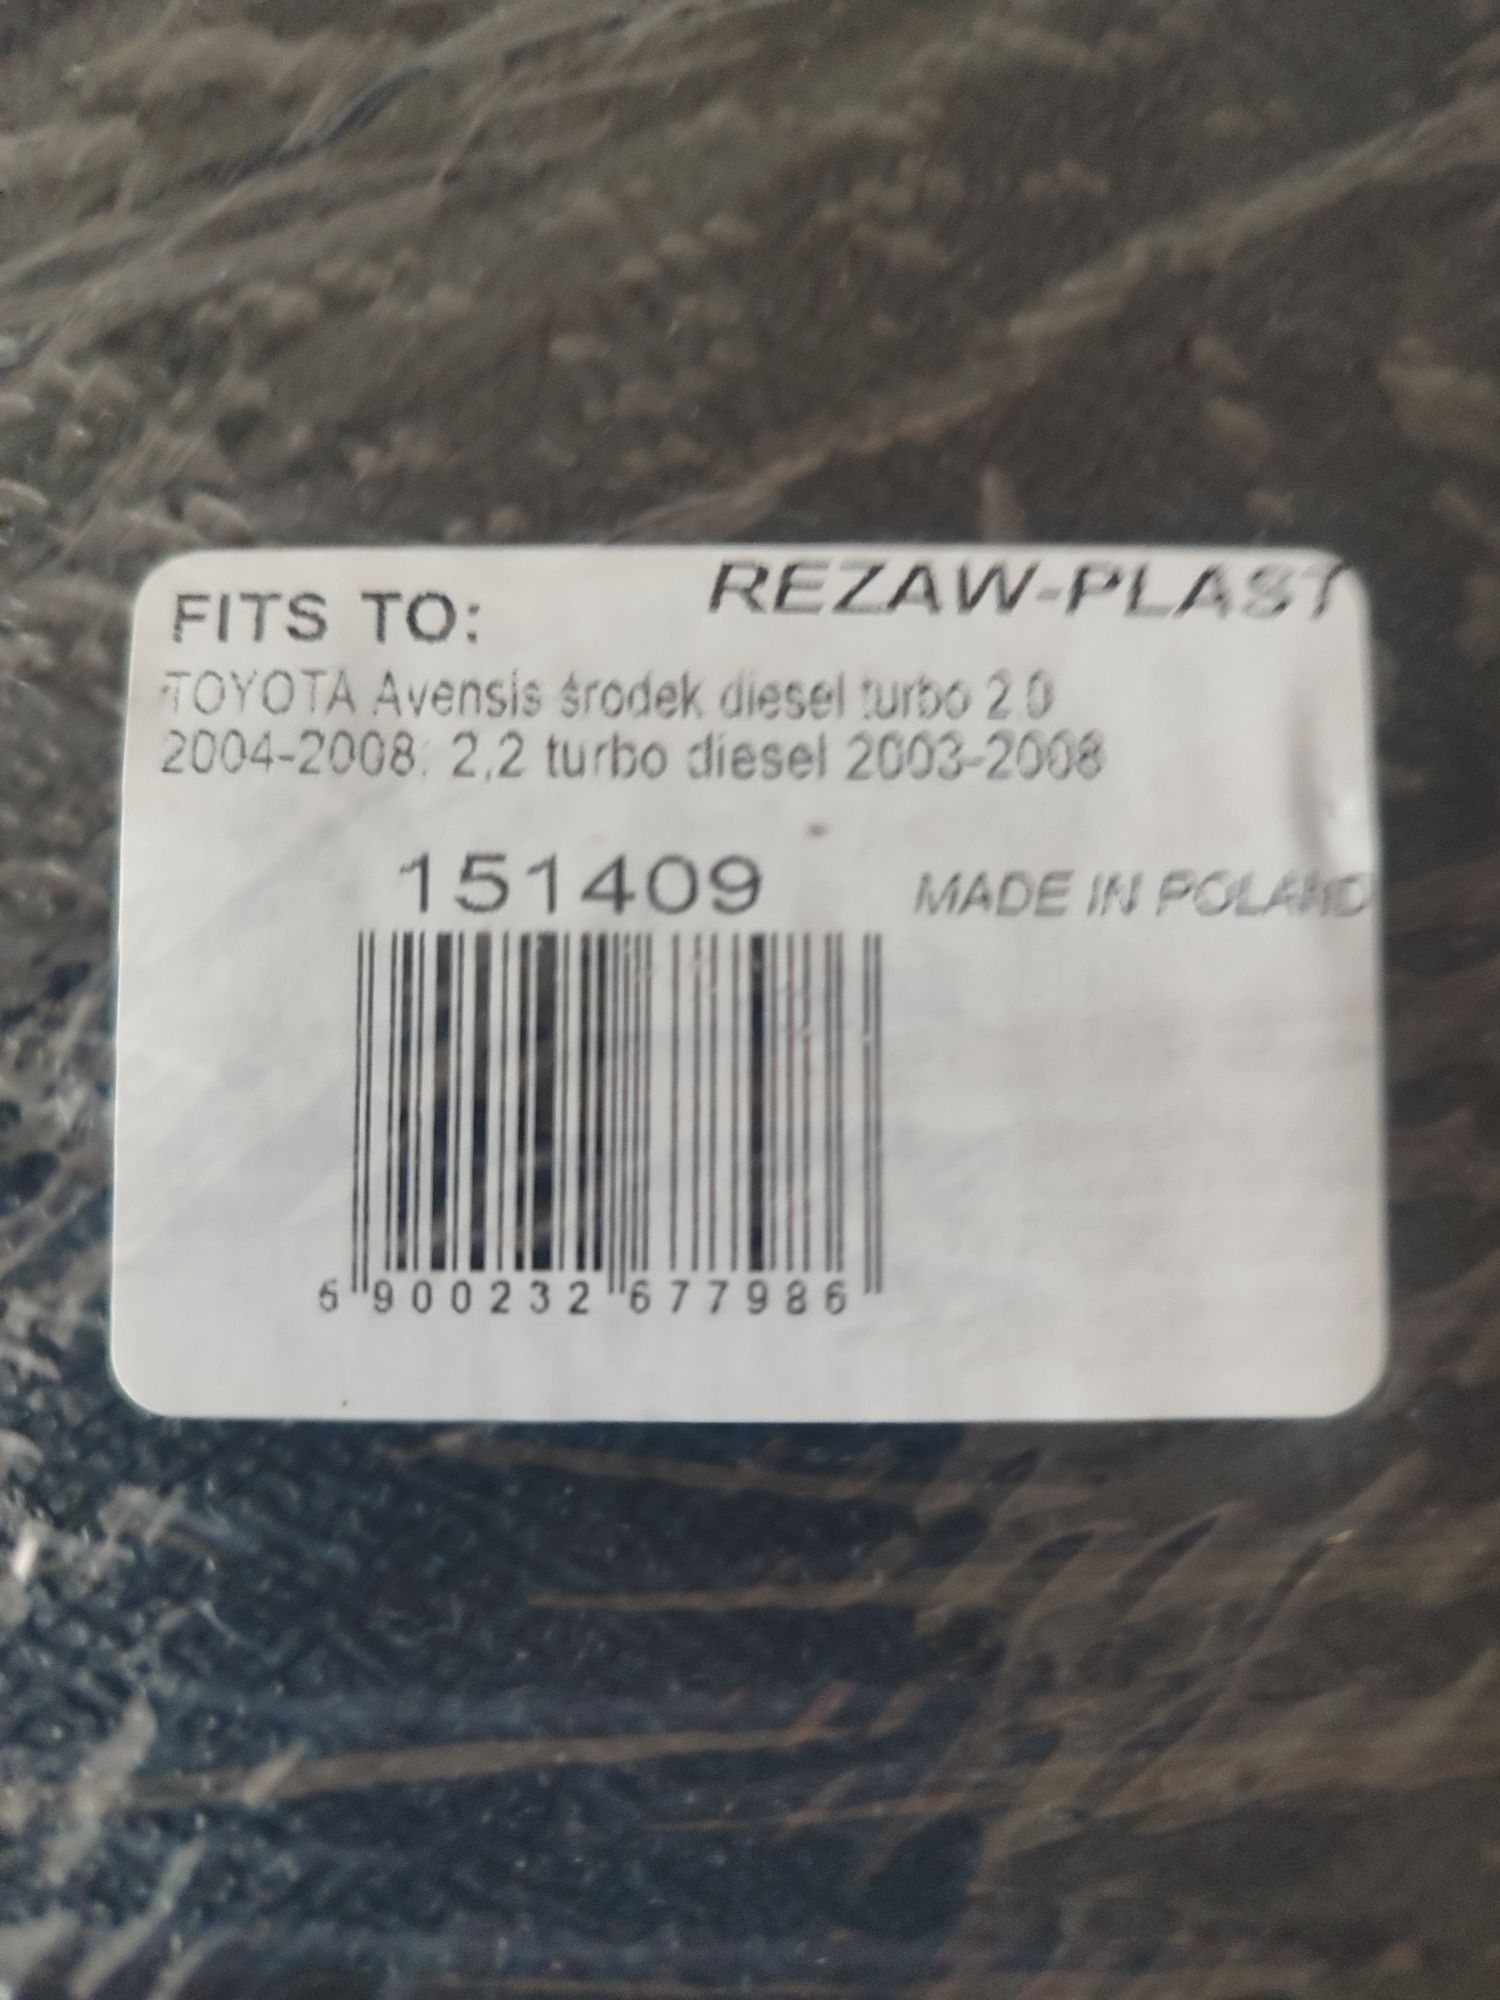 REZAW-PLAST
FITS TO:
TOYOTA Avensis środek diesel turbo 2.0
2004-2008; 2,2 turbo diesel 2003-2008
151409
MADE IN POLAND
5 900232 677986